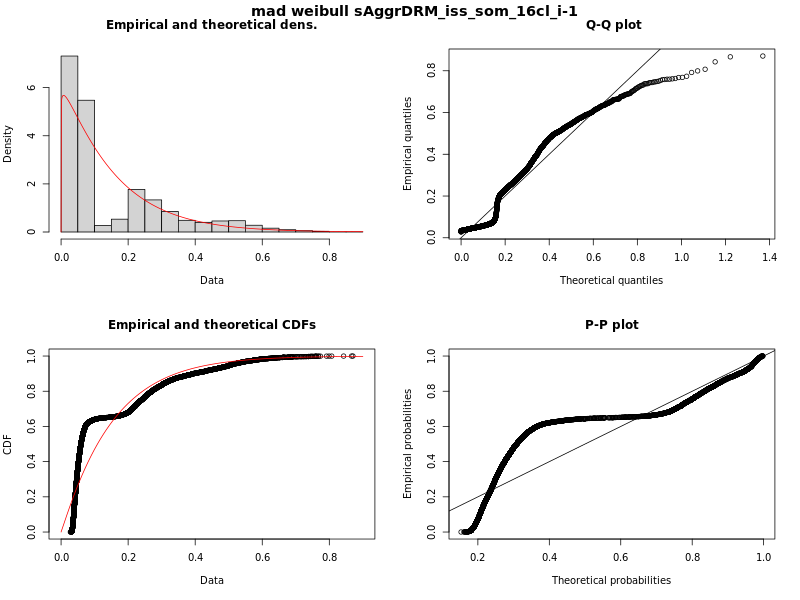 mad weibull sAggrDRM_iss_som_16cl_i-1
Empirical and theoretical dens.
Density
0 2 4 6
0.0 0.2 0.4 0.6 0.8
Data
Q-Q plot
Empirical quantiles
0.0 0.2 0.4 0.6 0.8
0.0 0.2 0.4 0.6 0.8 1.0 1.2 1.4
Theoretical quantiles
Empirical and theoretical CDFs
CDF
0.0 0.2 0.4 0.6 0.8 1.0
0.0 0.2 0.4 0.6 0.8
Data
P-P plot
Empirical probabilities
0.0 0.2 0.4 0.6 0.8 1.0
0.2 0.4 0.6 0.8 1.0
Theoretical probabilities